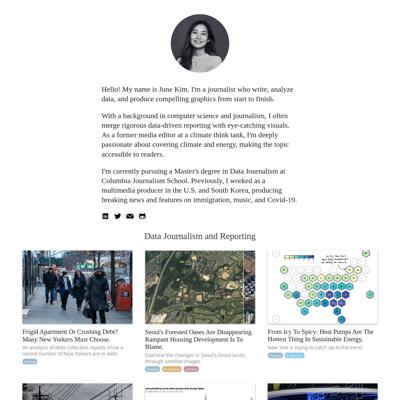 Hello! My name is June Kim. I'm a journalist who write, analyze
data, and produce compelling graphics from start to finish.
With a background in computer science and journalism, I often
merge rigorous data-driven reporting with eye-catching visuals.
As a former media editor at a climate think tank, I'm deeply
passionate about covering climate and energy, making the topic
accessible to readers.
I'm currently pursuing a Master's degree in Data Journalism at
Columbia Journalism School. Previously, I worked as a
multimedia producer in the U.S. and South Korea, producing
breaking news and features on immigration, music, and Covid-19.
Data Journalism and Reporting
Frigid Apartment Or Crushing Debt?
Many New Yorkers Must Choose.
An analysis of debt collection reports show a
record number of New Yorkers are in debt.
Seoul's Forested Oases Are Disappearing.
Rampant Housing Development Is To
Blame.
Examine the changes in Seoul's forest lands
through satellite images.
From Icy To Spicy: Heat Pumps Are The
Hottest Thing In Sustainable Energy.
New York is trying to catch up to the trend.